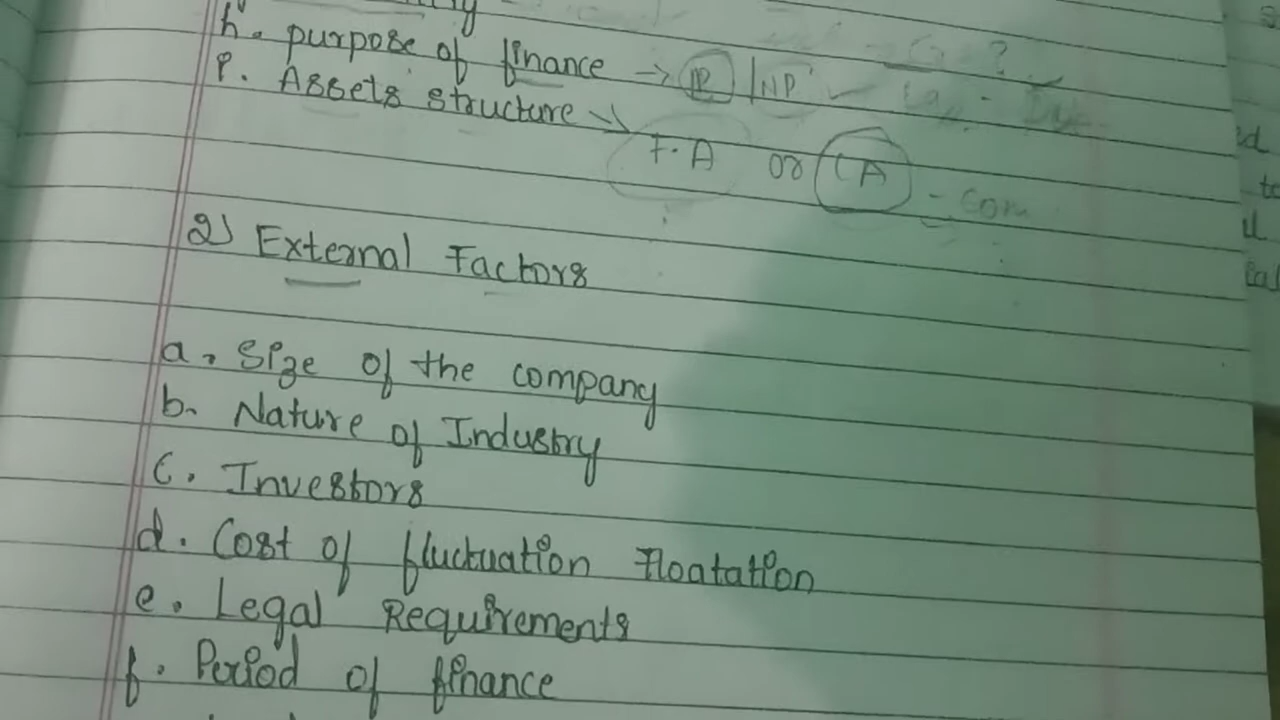 h. purpose of finance → P / NP
i. Assets structure →
F.A or CA - Com
2) External Factors
a. Size of the company
b. Nature of Industry
c. Investors
d. Cost of fluctuation Floatation
e. Legal Requirements
f. Period of finance